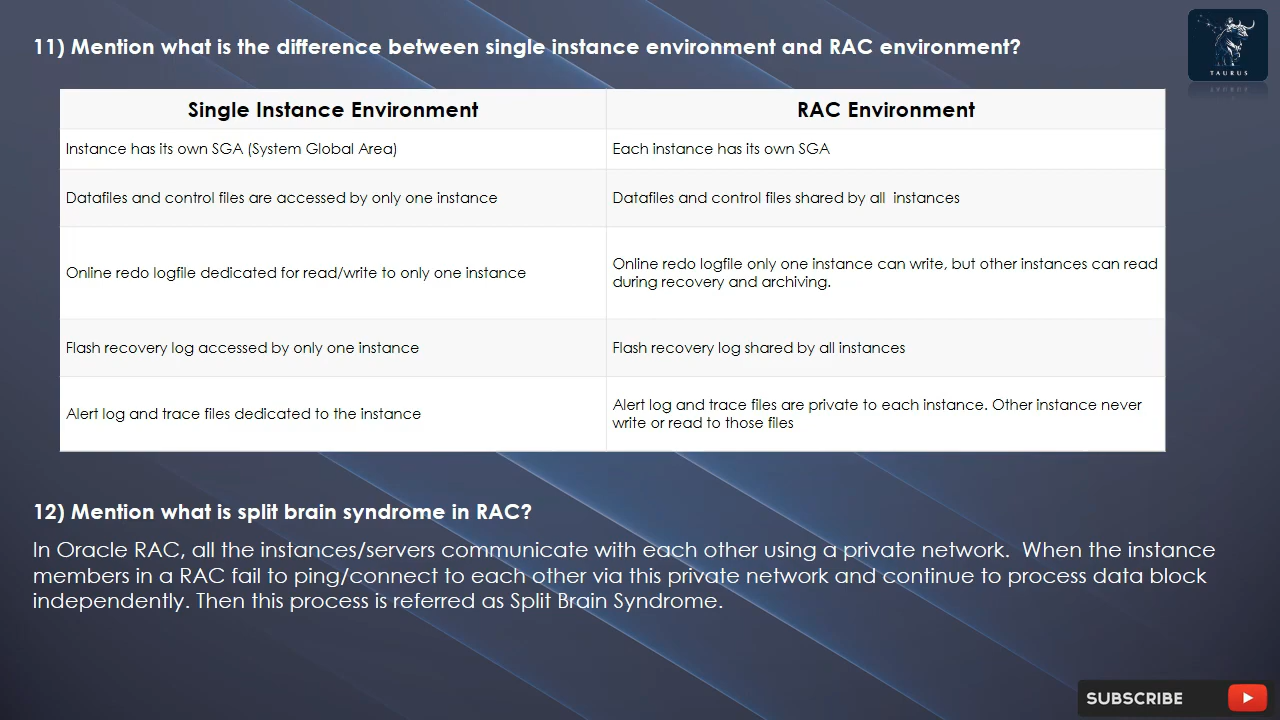 11) Mention what is the difference between single instance environment and RAC environment?
TAURUS
Single Instance Environment
RAC Environment
Instance has its own SGA (System Global Area)
Each instance has its own SGA
Datafiles and control files are accessed by only one instance
Datafiles and control files shared by all  instances
Online redo logfile dedicated for read/write to only one instance
Online redo logfile only one instance can write, but other instances can read
during recovery and archiving.
Flash recovery log accessed by only one instance
Flash recovery log shared by all instances
Alert log and trace files dedicated to the instance
Alert log and trace files are private to each instance. Other instance never
write or read to those files
12) Mention what is split brain syndrome in RAC?
In Oracle RAC, all the instances/servers communicate with each other using a private network.  When the instance
members in a RAC fail to ping/connect to each other via this private network and continue to process data block
independently. Then this process is referred as Split Brain Syndrome.
SUBSCRIBE